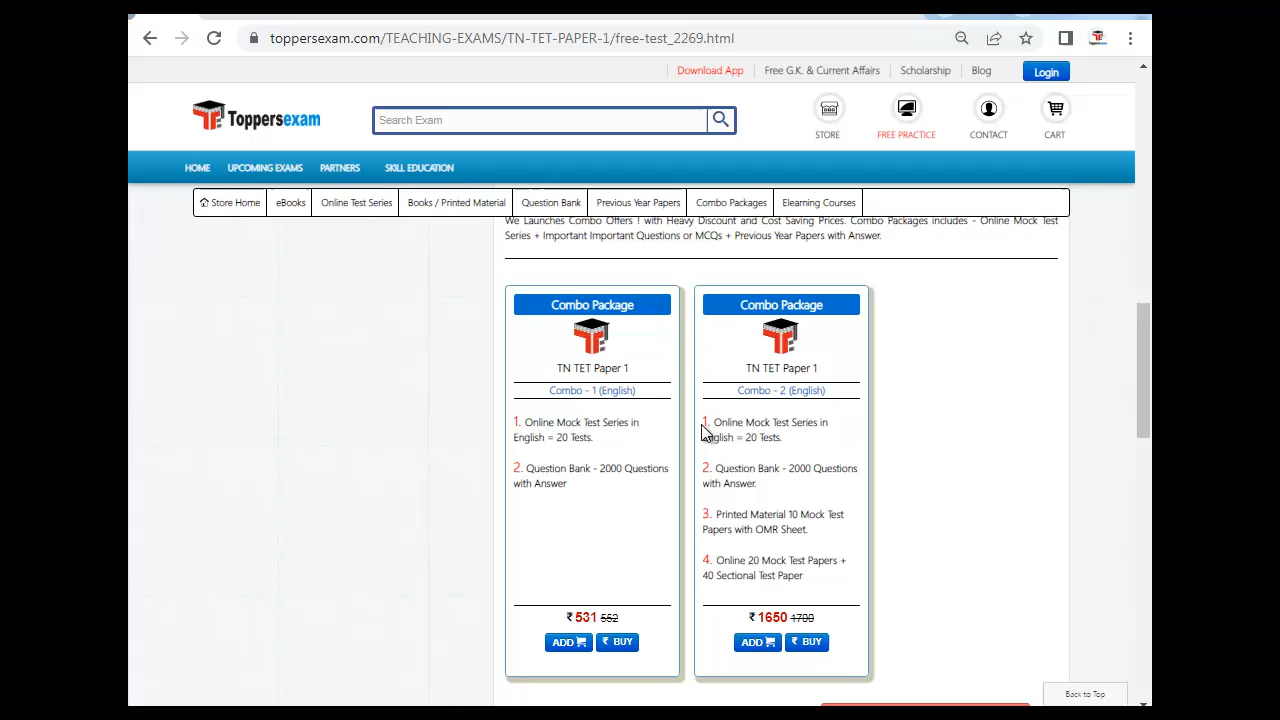 toppersexam.com/TEACHING-EXAMS/TN-TET-PAPER-1/free-test_2269.html
Download App
Free G.K. & Current Affairs
Scholarship
Blog
Login
Toppersexam
Search Exam
STORE
FREE PRACTICE
CONTACT
CART
HOME
UPCOMING EXAMS
PARTNERS
SKILL EDUCATION
Store Home
eBooks
Online Test Series
Books / Printed Material
Question Bank
Previous Year Papers
Combo Packages
Elearning Courses
We Launches Combo Offers ! with Heavy Discount and Cost Saving Prices. Combo Packages includes - Online Mock Test
Series + Important Important Questions or MCQs + Previous Year Papers with Answer.
Combo Package
TN TET Paper 1
Combo - 1 (English)
1. Online Mock Test Series in
English = 20 Tests.
2. Question Bank - 2000 Questions
with Answer
₹ 531 552
ADD
₹ BUY
Combo Package
TN TET Paper 1
Combo - 2 (English)
1. Online Mock Test Series in
English = 20 Tests.
2. Question Bank - 2000 Questions
with Answer.
3. Printed Material 10 Mock Test
Papers with OMR Sheet.
4. Online 20 Mock Test Papers +
40 Sectional Test Paper
₹ 1650 1700
ADD
₹ BUY
Back to Top